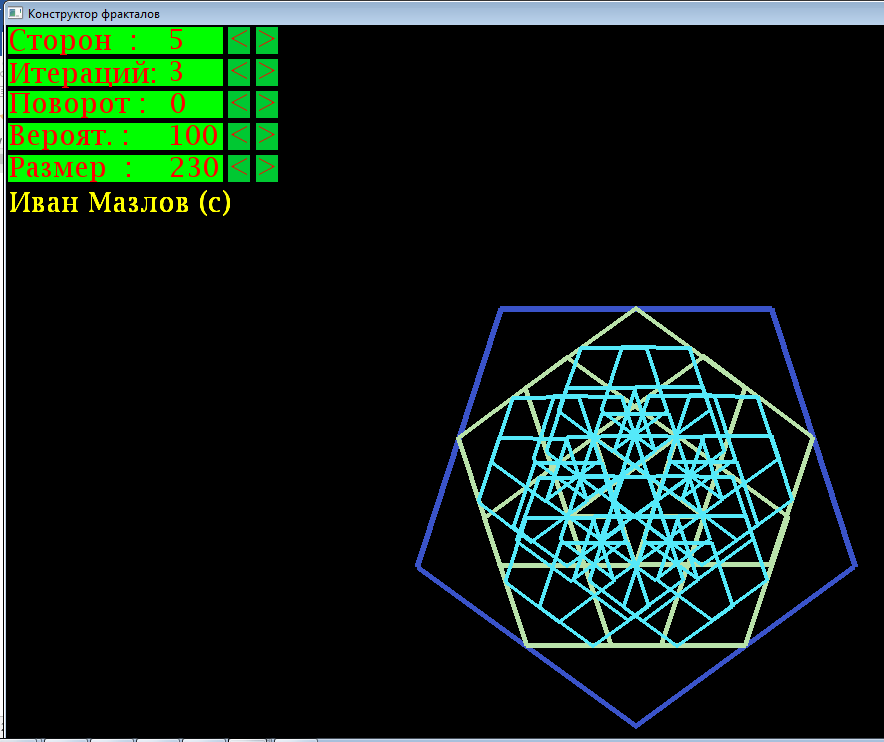 Конструктор фракталов
Сторон : 5 < >
Итераций: 3 < >
Поворот : 0 < >
Вероят. : 100 < >
Размер : 230 < >
Иван Мазлов (c)